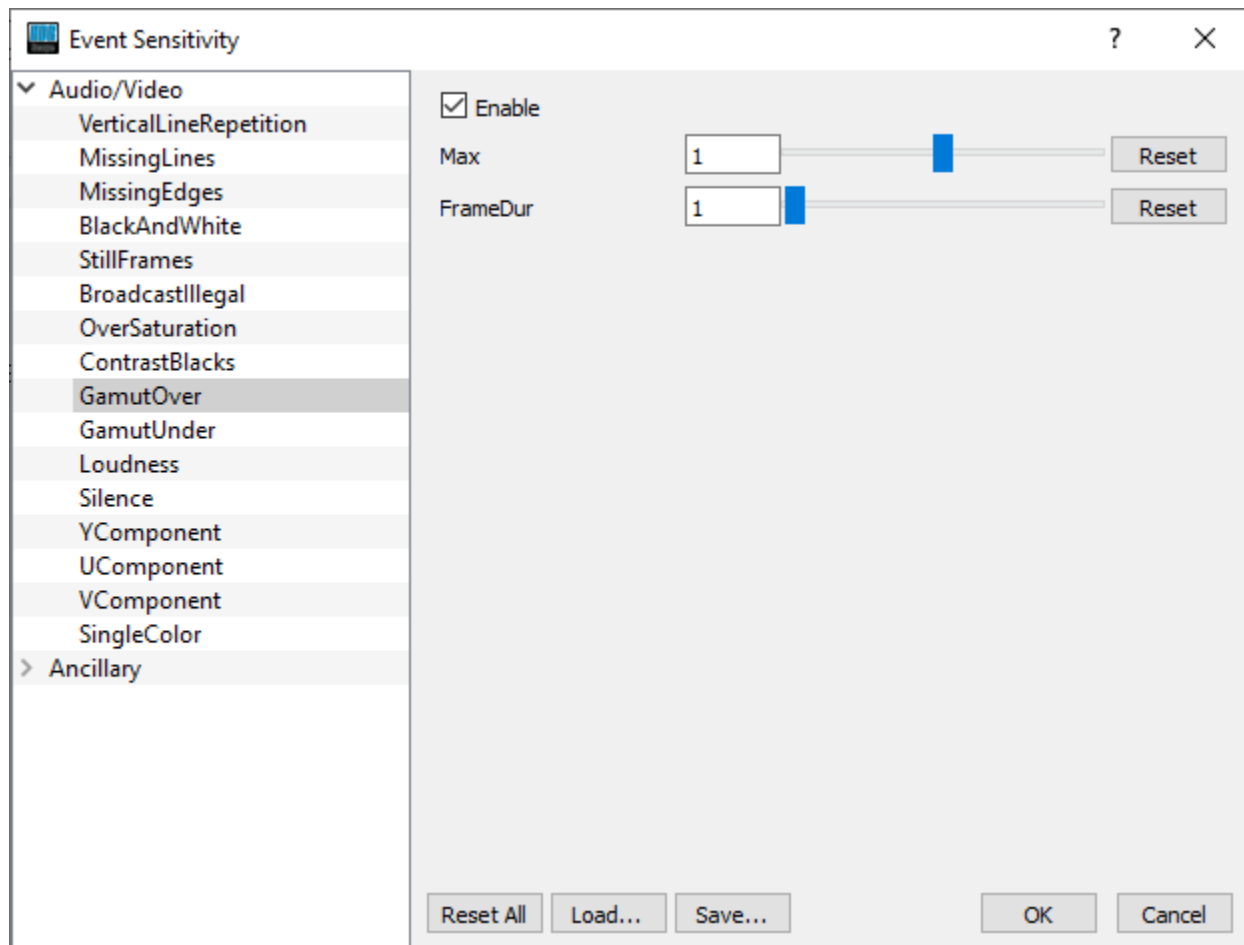 Event Sensitivity
?
Audio/Video
VerticalLineRepetition
MissingLines
MissingEdges
BlackAndWhite
StillFrames
BroadcastIllegal
OverSaturation
ContrastBlacks
GamutOver
GamutUnder
Loudness
Silence
YComponent
UComponent
VComponent
SingleColor
Ancillary
Enable
Max 1 Reset
FrameDur 1 Reset
Reset All Load... Save... OK Cancel